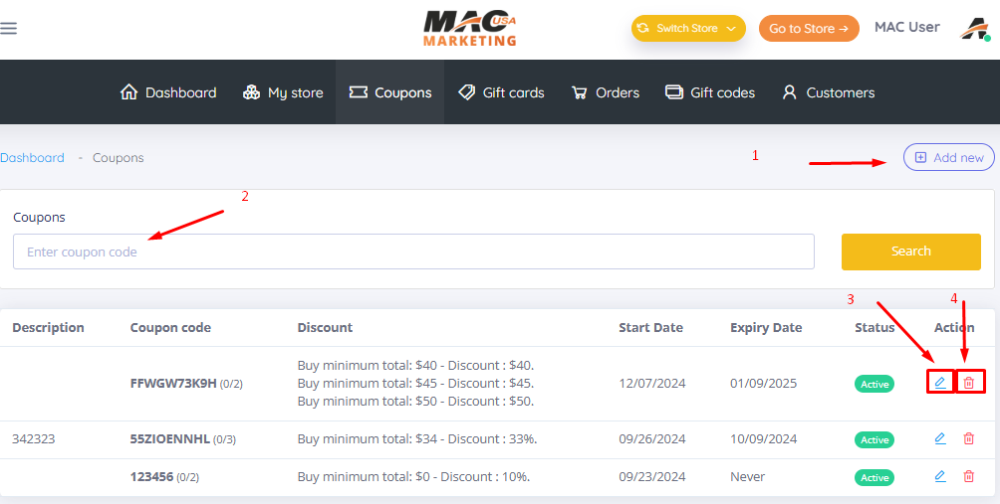 MAC USA
MARKETING
Switch Store
Go to Store →
MAC User
Dashboard
My store
Coupons
Gift cards
Orders
Gift codes
Customers
Dashboard - Coupons
1
Add new
2
Coupons
Enter coupon code
Search
3
4
Description Coupon code Discount Start Date Expiry Date Status Action
Buy minimum total: $40 - Discount : $40.
FFWGW73K9H (0/2) Buy minimum total: $45 - Discount : $45. 12/07/2024 01/09/2025 Active
Buy minimum total: $50 - Discount : $50.
342323 55ZIOENNHL (0/3) Buy minimum total: $34 - Discount : 33%. 09/26/2024 10/09/2024 Active
123456 (0/2) Buy minimum total: $0 - Discount : 10%. 09/23/2024 Never Active